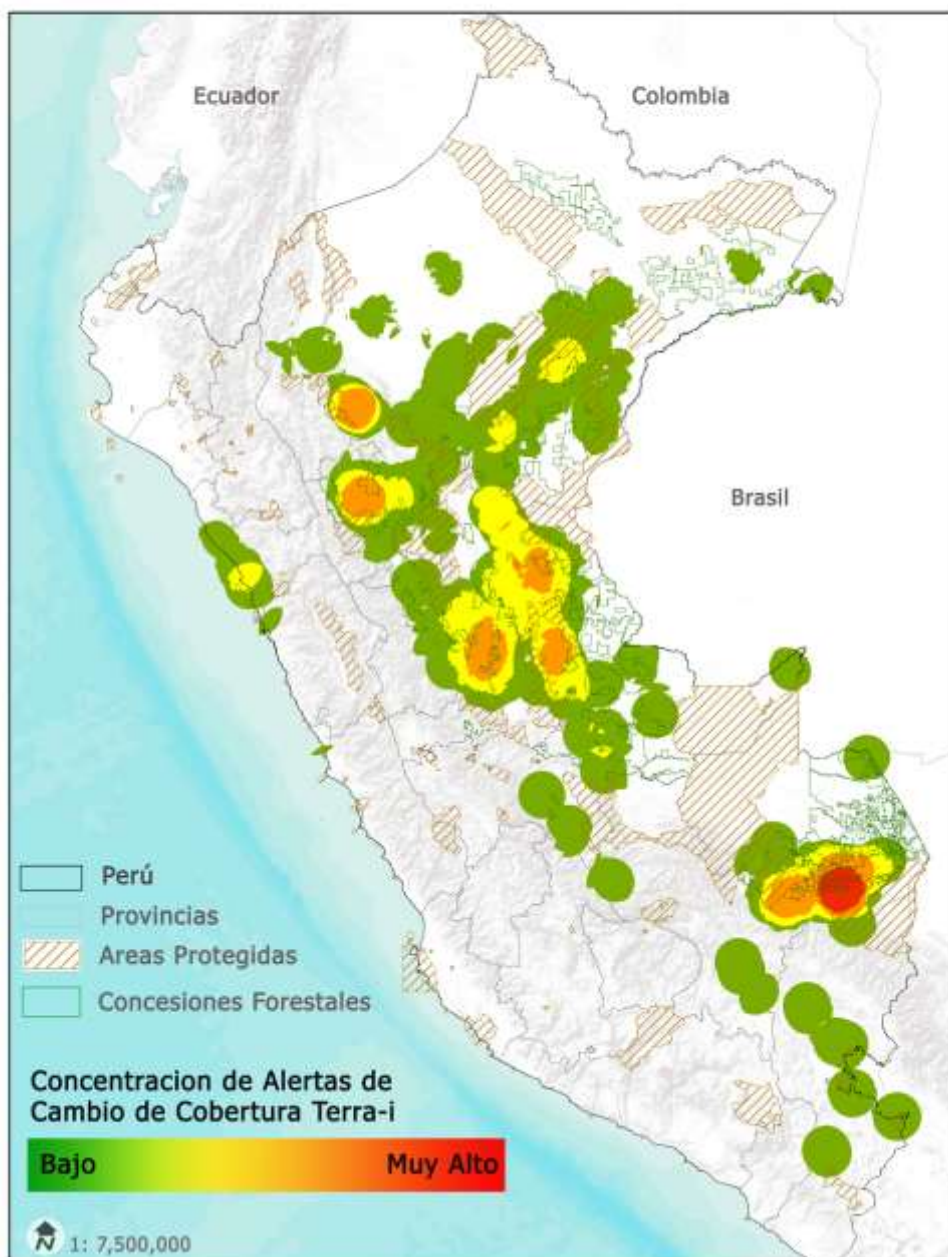 Ecuador
Colombia
Brasil
Perú
Provincias
Areas Protegidas
Concesiones Forestales
Concentracion de Alertas de
Cambio de Cobertura Terra-i
Bajo
Muy Alto
N
1: 7,500,000